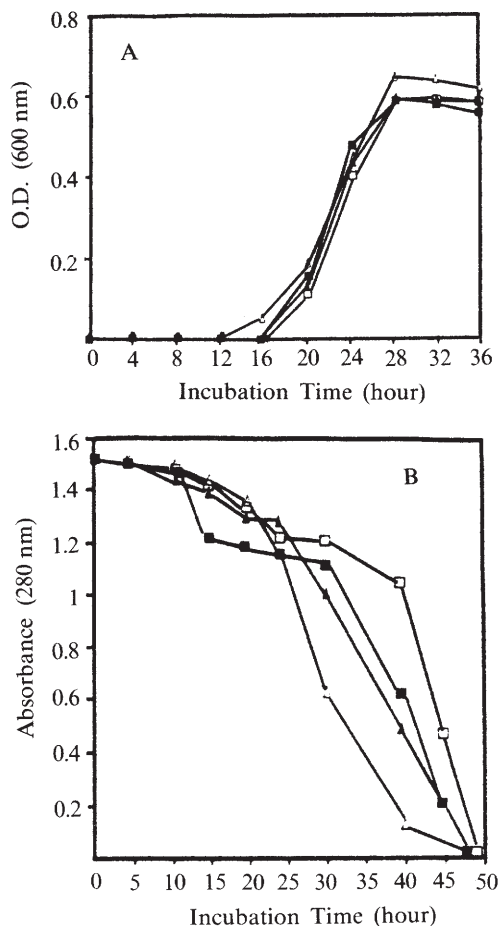 A
O.D. (600 nm)
0.8
0.6
0.4
0.2
0 4 8 12 16 20 24 28 32 36
Incubation Time (hour)
B
Absorbance (280 nm)
1.6
1.4
1.2
1
0.8
0.6
0.4
0.2
0 5 10 15 20 25 30 35 40 45 50
Incubation Time (hour)